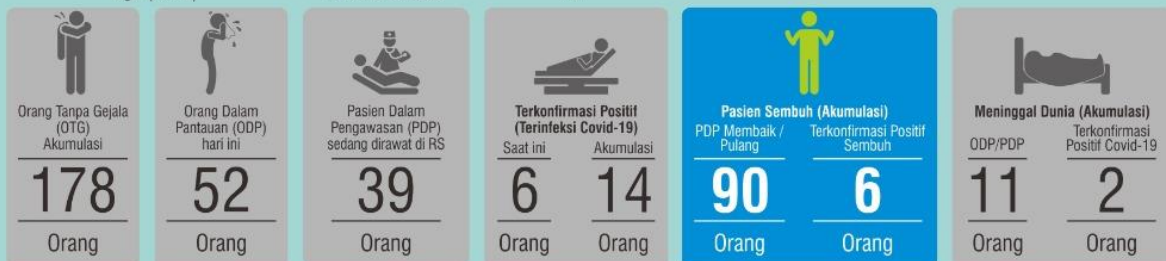 Orang Tanpa Gejala
(OTG)
Akumulasi
178
Orang
Orang Dalam
Pantauan (ODP)
hari ini
52
Orang
Pasien Dalam
Pengawasan (PDP)
sedang dirawat di RS
39
Orang
Terkonfirmasi Positif
(Terinfeksi Covid-19)
Saat ini
6
Orang
Akumulasi
14
Orang
Pasien Sembuh (Akumulasi)
PDP Membaik /
Pulang
90
Orang
Terkonfirmasi Positif
Sembuh
6
Orang
Meninggal Dunia (Akumulasi)
ODP/PDP
11
Orang
Terkonfirmasi
Positif Covid-19
2
Orang